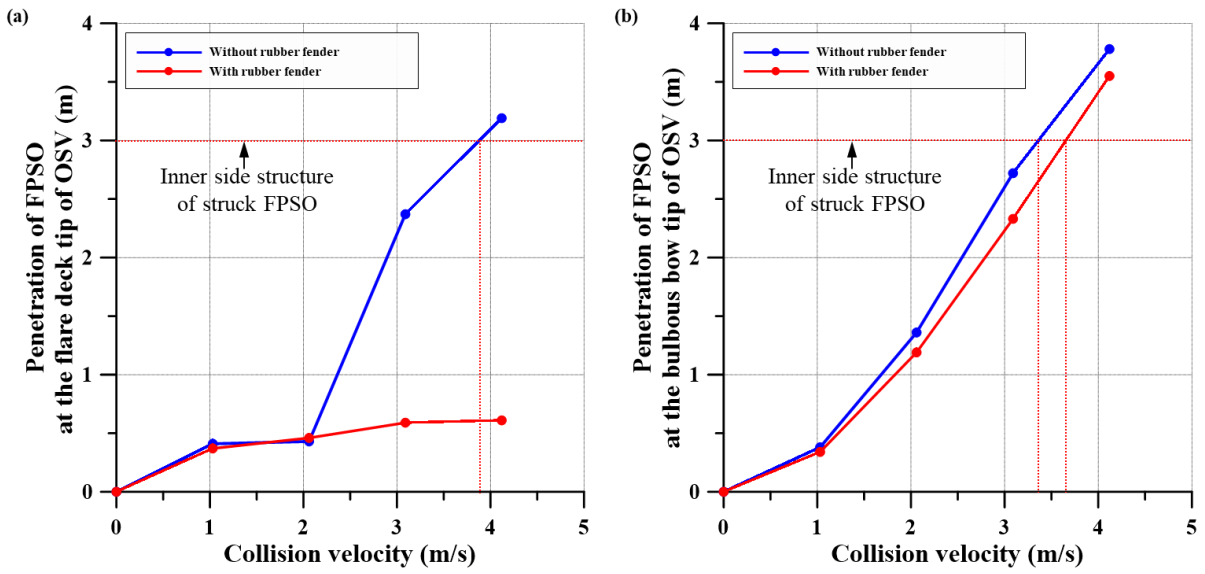 (a)
Without rubber fender
With rubber fender
Inner side structure
of struck FPSO
Penetration of FPSO
at the flare deck tip of OSV (m)
4
3
2
1
0
0 1 2 3 4 5
Collision velocity (m/s)
(b)
Without rubber fender
With rubber fender
Inner side structure
of struck FPSO
Penetration of FPSO
at the bulbous bow tip of OSV (m)
4
3
2
1
0
0 1 2 3 4 5
Collision velocity (m/s)